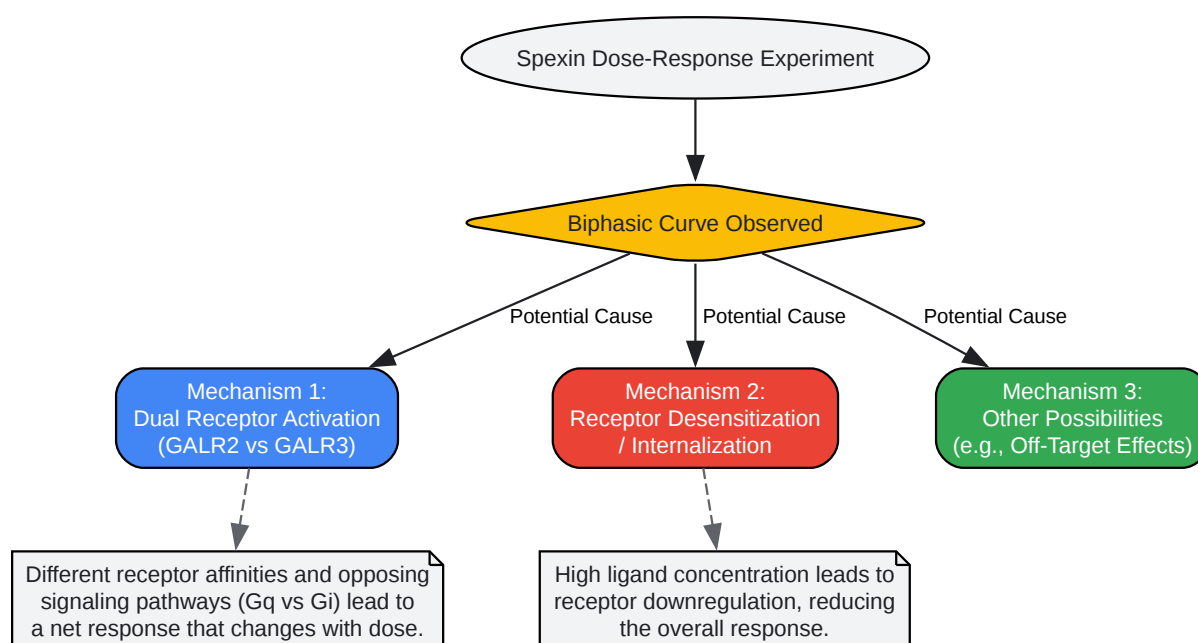 Spexin Dose-Response Experiment
Biphasic Curve Observed
Potential Cause
Potential Cause
Potential Cause
Mechanism 1:
Dual Receptor Activation
(GALR2 vs GALR3)
Mechanism 2:
Receptor Desensitization
/ Internalization
Mechanism 3:
Other Possibilities
(e.g., Off-Target Effects)
Different receptor affinities and opposing
signaling pathways (Gq vs Gi) lead to
a net response that changes with dose.
High ligand concentration leads to
receptor downregulation, reducing
the overall response.